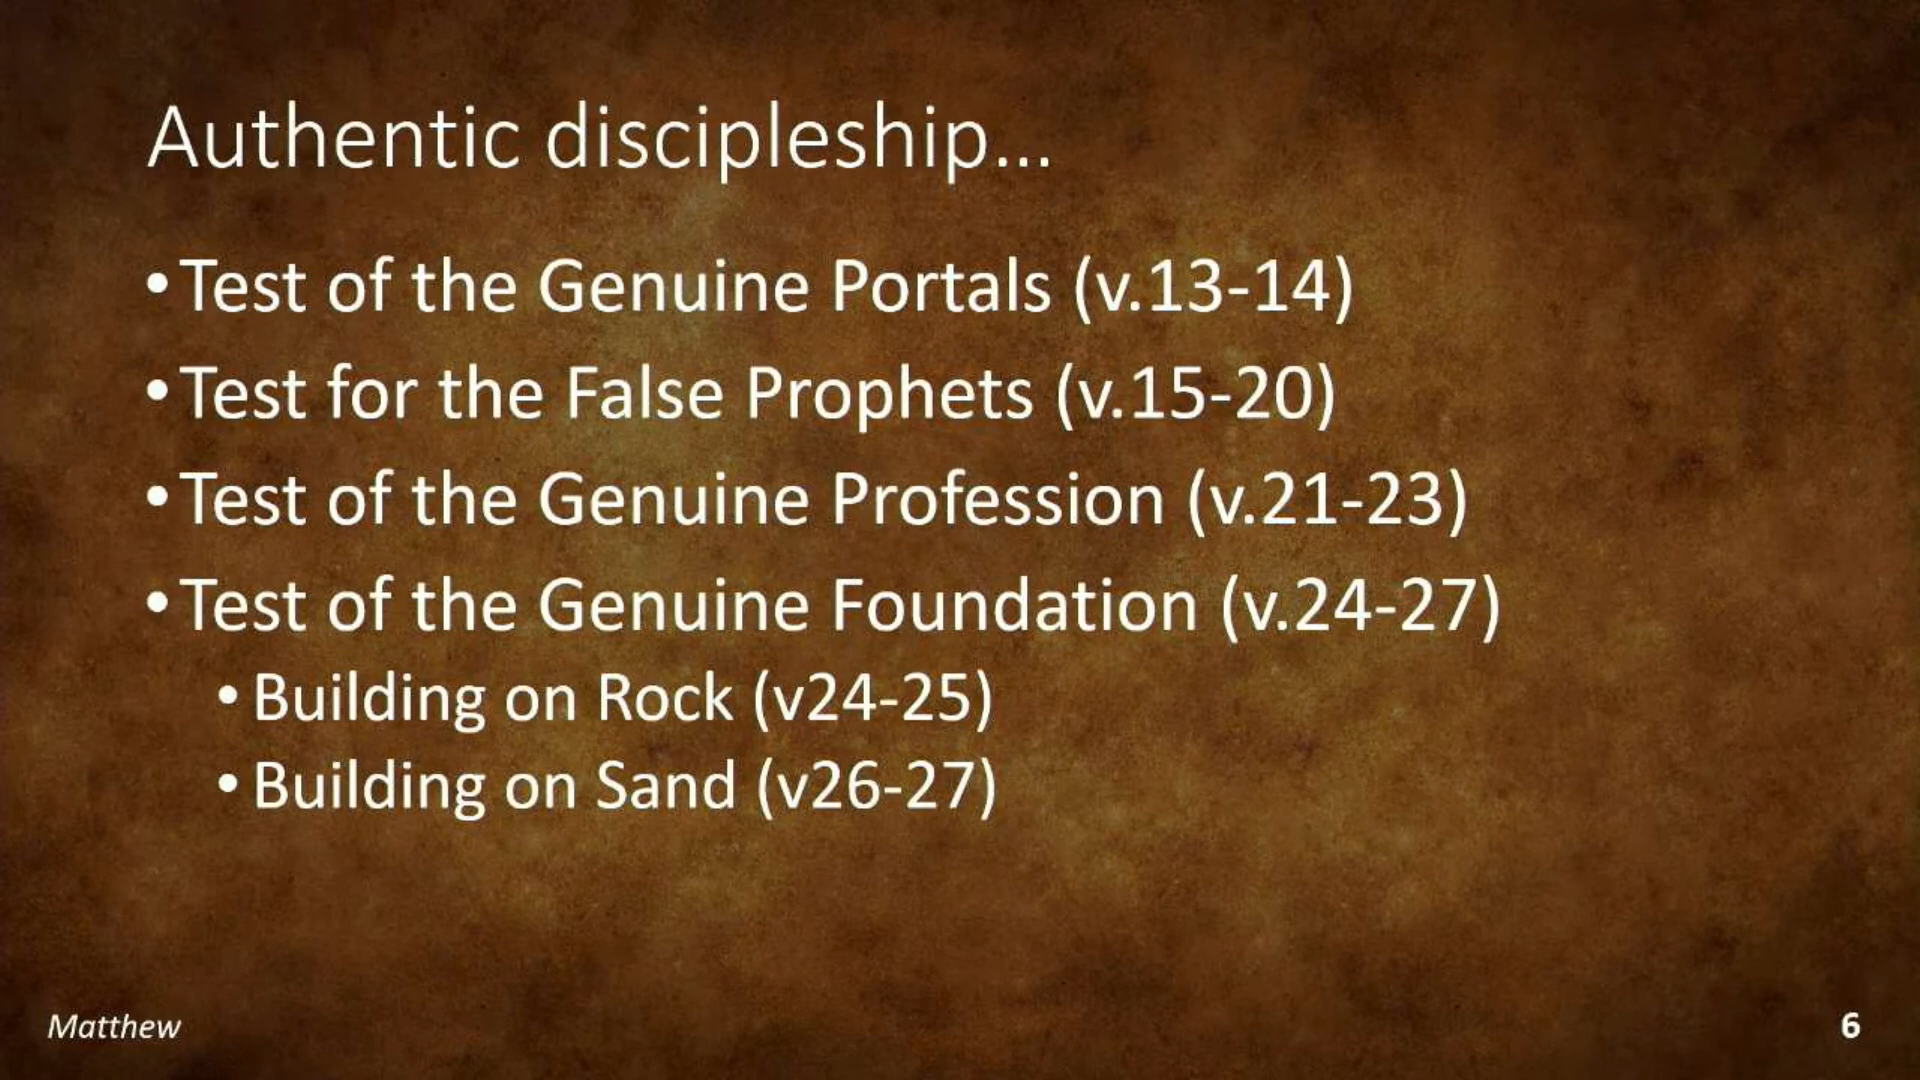 Authentic discipleship...
• Test of the Genuine Portals (v.13-14)
• Test for the False Prophets (v.15-20)
• Test of the Genuine Profession (v.21-23)
• Test of the Genuine Foundation (v.24-27)
• Building on Rock (v24-25)
• Building on Sand (v26-27)
Matthew
6